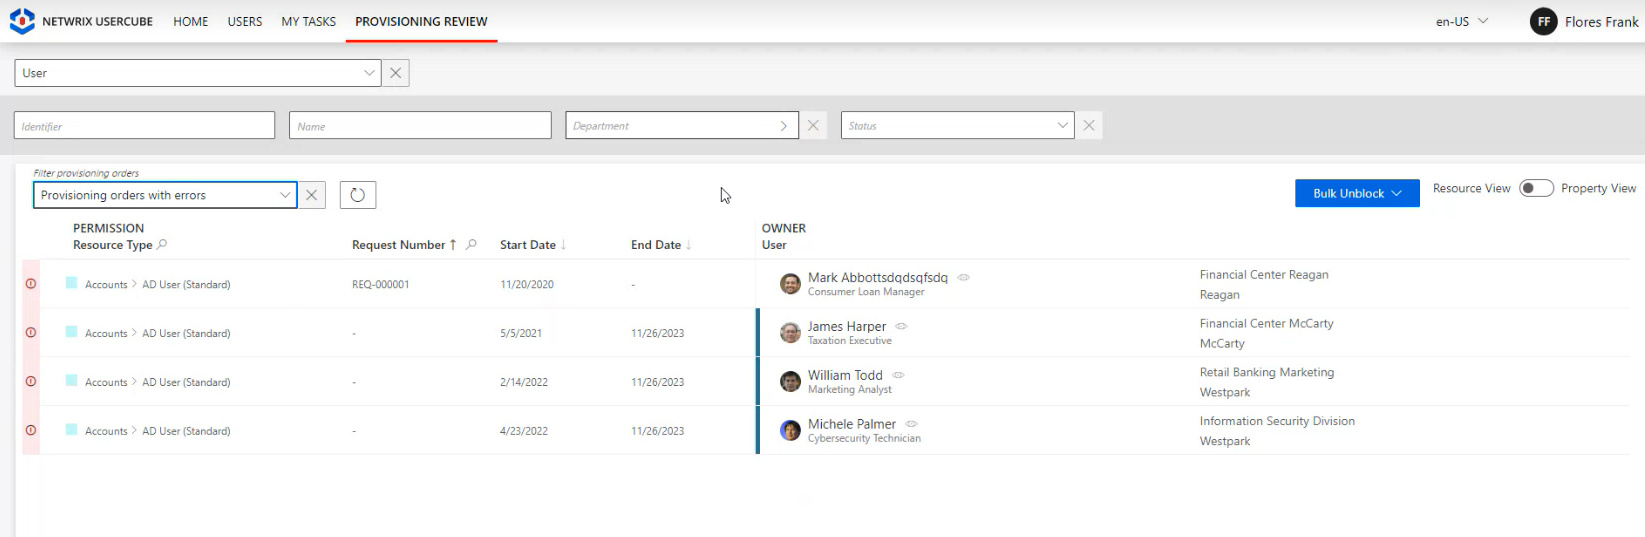 NETWRIX USERCUBE HOME USERS MY TASKS PROVISIONING REVIEW en-US FF Flores Frank
User
Identifier Name Department Status
Filter provisioning orders
Provisioning orders with errors Bulk Unblock Resource View Property View
PERMISSION OWNER
Resource Type Request Number Start Date End Date User
Accounts > AD User (Standard) REQ-000001 11/20/2020 - Mark Abbottsdqdsqfsdq Financial Center Reagan
Consumer Loan Manager Reagan
Accounts > AD User (Standard) - 5/5/2021 11/26/2023 James Harper Financial Center McCarty
Taxation Executive McCarty
Accounts > AD User (Standard) - 2/14/2022 11/26/2023 William Todd Retail Banking Marketing
Marketing Analyst Westpark
Accounts > AD User (Standard) - 4/23/2022 11/26/2023 Michele Palmer Information Security Division
Cybersecurity Technician Westpark